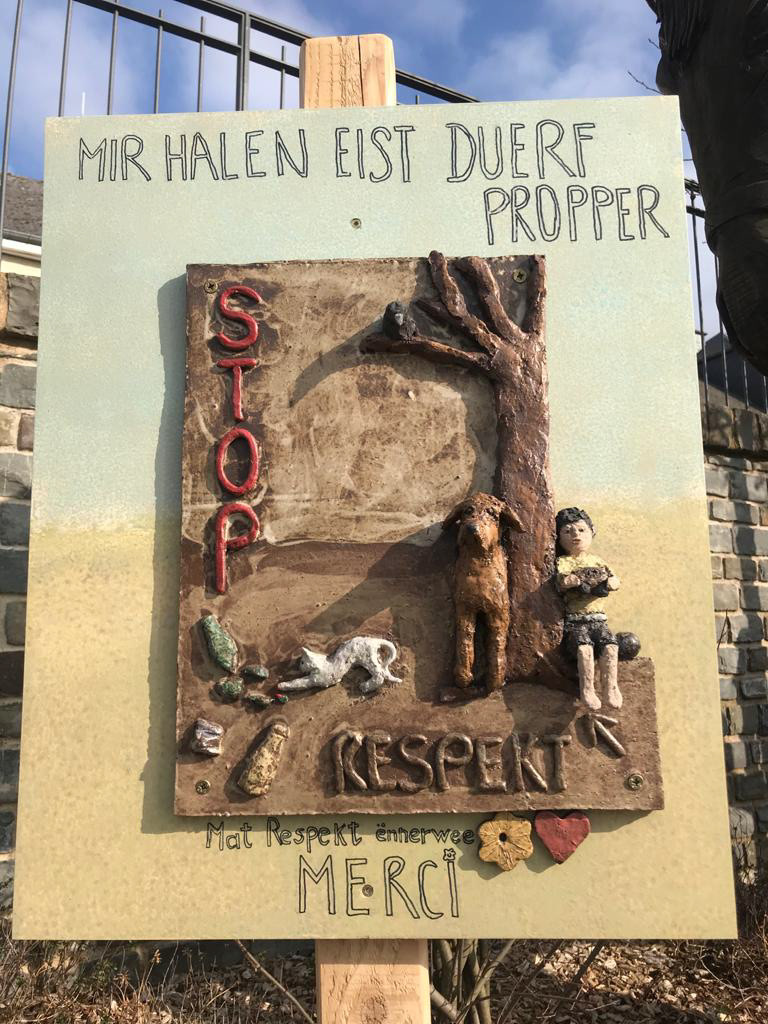 MIR HALEN EIST DUERF
PROPPER
STOP
RESPEKT
Mat Respekt ënnerwee
MERCi